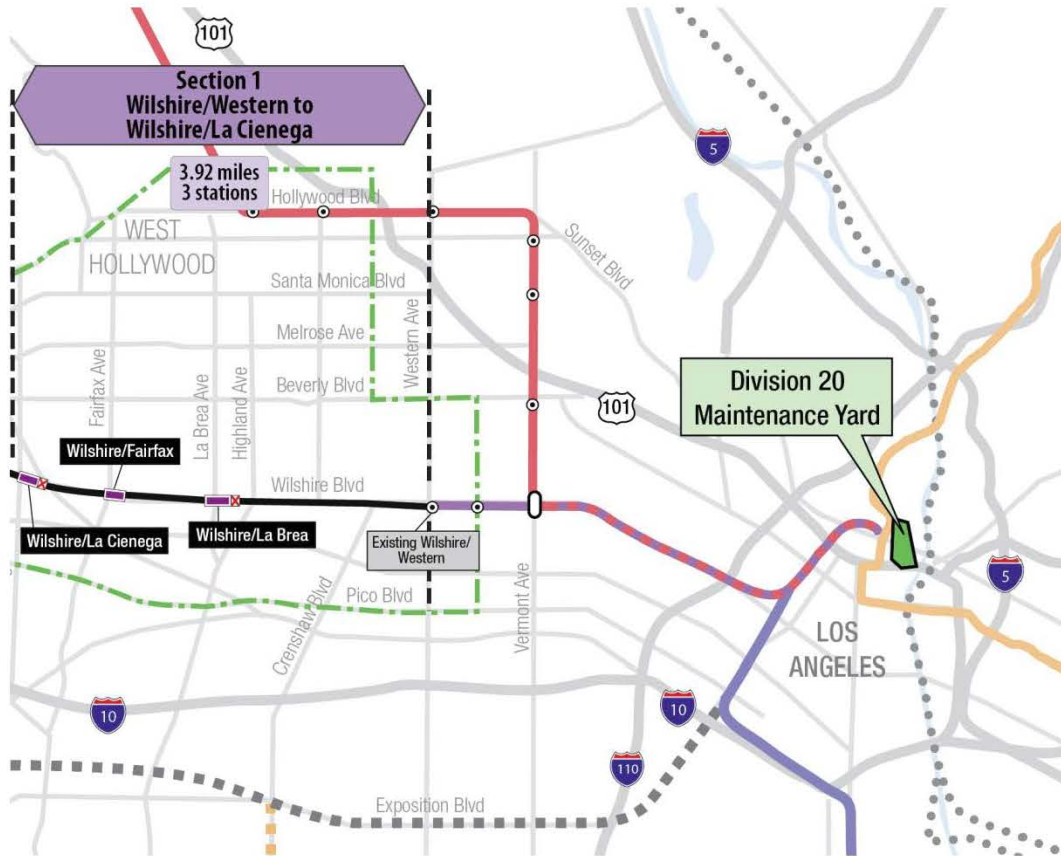 101
Section 1
Wilshire/Western to
Wilshire/La Cienega
5
3.92 miles
3 stations
Hollywood Blvd
WEST
HOLLYWOOD
Sunset Blvd
Santa Monica Blvd
Western Ave
Melrose Ave
Fairfax Ave
La Brea Ave
Highland Ave
Beverly Blvd
101
Division 20
Maintenance Yard
Wilshire/Fairfax
Wilshire Blvd
Wilshire/La Cienega
Wilshire/La Brea
Existing Wilshire/
Western
5
Pico Blvd
Crenshaw Blvd
Vermont Ave
LOS
ANGELES
10
10
110
Exposition Blvd